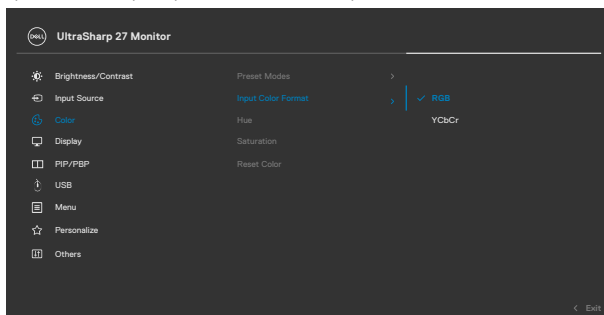 DELL UltraSharp 27 Monitor
Brightness/Contrast Preset Modes >
Input Source Input Color Format > ✓ RGB
Color Hue YCbCr
Display Saturation
PIP/PBP Reset Color
USB
Menu
Personalize
Others
< Exit